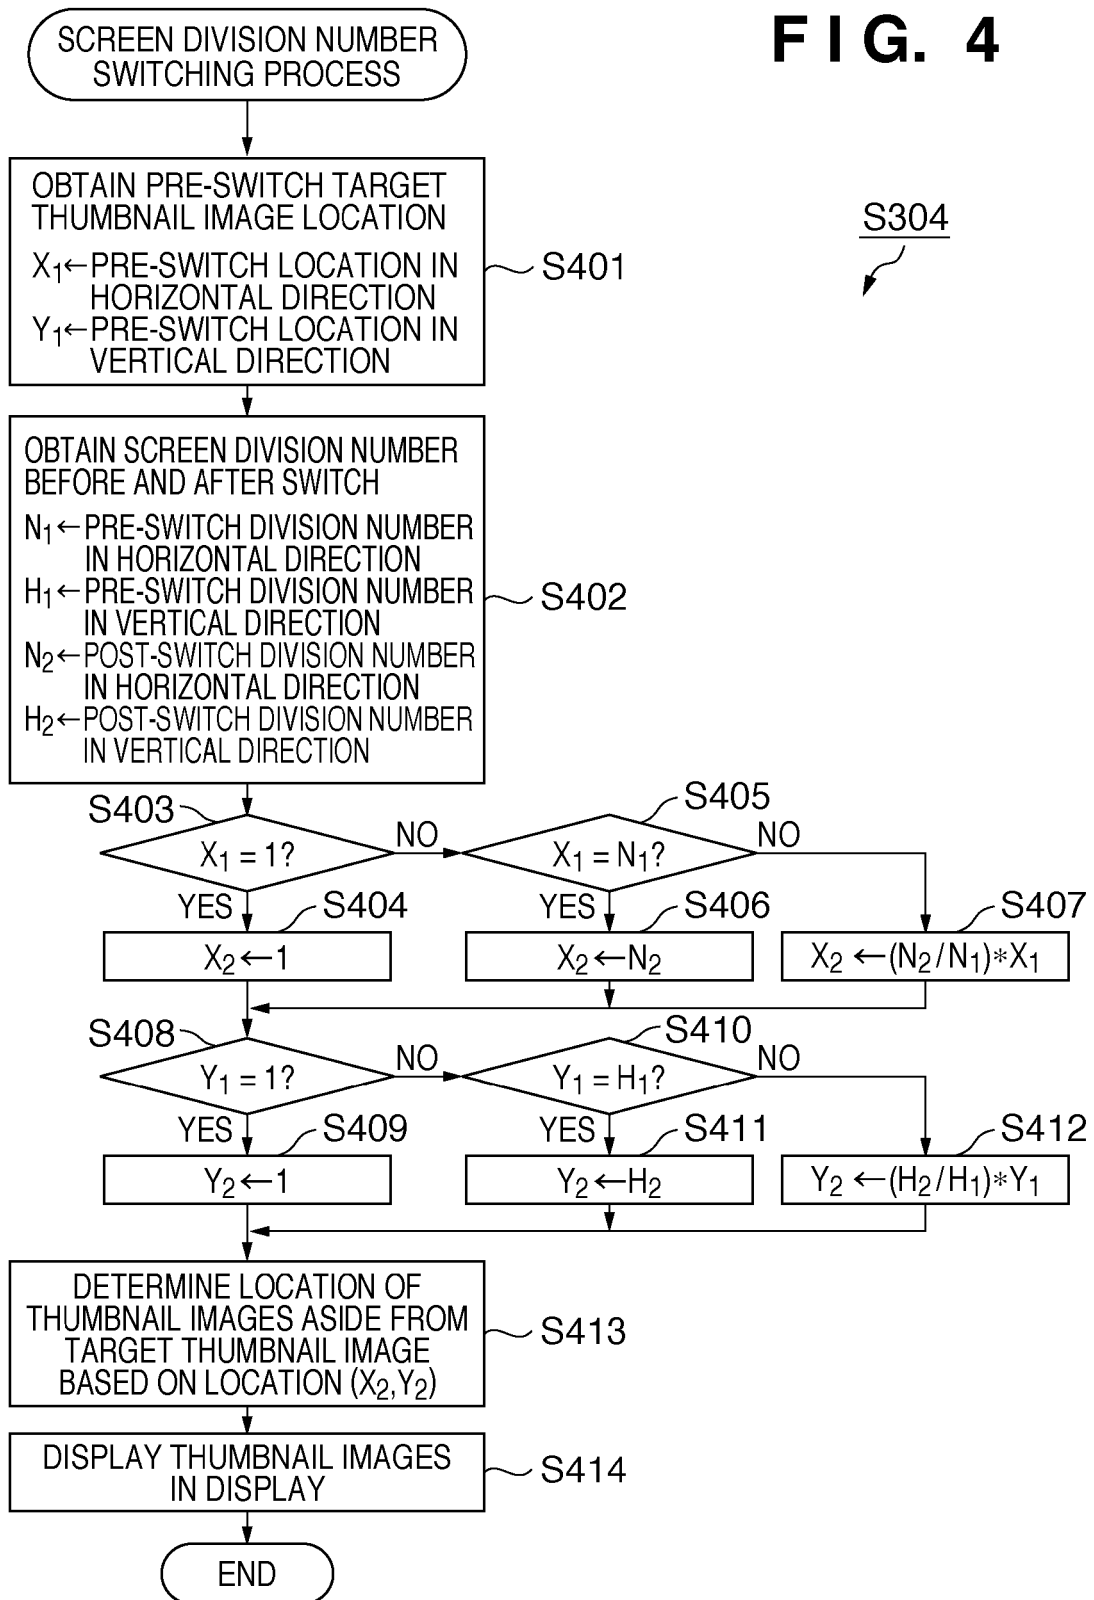 FIG. 4
SCREEN DIVISION NUMBER
SWITCHING PROCESS
S304
OBTAIN PRE-SWITCH TARGET
THUMBNAIL IMAGE LOCATION
X₁←PRE-SWITCH LOCATION IN
HORIZONTAL DIRECTION
Y₁←PRE-SWITCH LOCATION IN
VERTICAL DIRECTION
S401
OBTAIN SCREEN DIVISION NUMBER
BEFORE AND AFTER SWITCH
N₁←PRE-SWITCH DIVISION NUMBER
IN HORIZONTAL DIRECTION
H₁←PRE-SWITCH DIVISION NUMBER
IN VERTICAL DIRECTION
N₂←POST-SWITCH DIVISION NUMBER
IN HORIZONTAL DIRECTION
H₂←POST-SWITCH DIVISION NUMBER
IN VERTICAL DIRECTION
S402
S403
X₁ = 1?
NO
YES
S405
X₁ = N₁?
NO
YES
S404
X₂←1
S406
X₂←N₂
S407
X₂←(N₂/N₁)*X₁
S408
Y₁ = 1?
NO
YES
S410
Y₁ = H₁?
NO
YES
S409
Y₂←1
S411
Y₂←H₂
S412
Y₂←(H₂/H₁)*Y₁
DETERMINE LOCATION OF
THUMBNAIL IMAGES ASIDE FROM
TARGET THUMBNAIL IMAGE
BASED ON LOCATION (X₂,Y₂)
S413
DISPLAY THUMBNAIL IMAGES
IN DISPLAY
S414
END